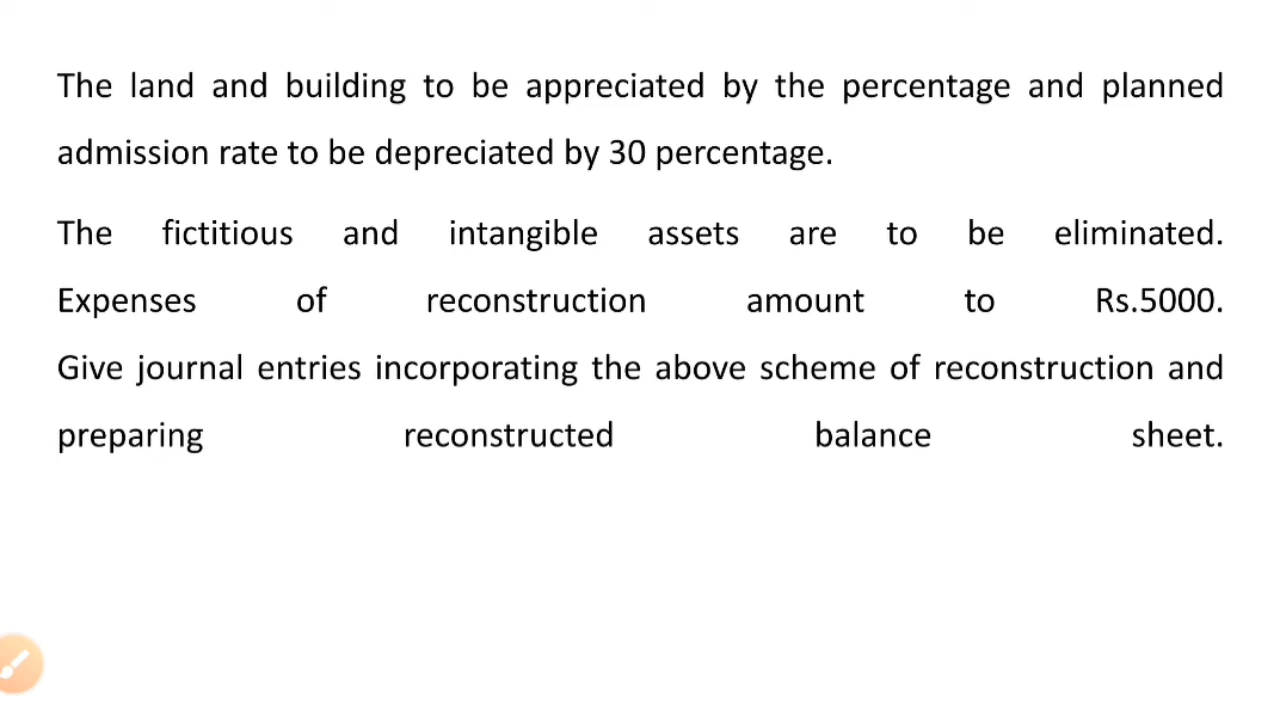 The land and building to be appreciated by the percentage and planned
admission rate to be depreciated by 30 percentage.
The fictitious and intangible assets are to be eliminated.
Expenses of reconstruction amount to Rs.5000.
Give journal entries incorporating the above scheme of reconstruction and
preparing reconstructed balance sheet.